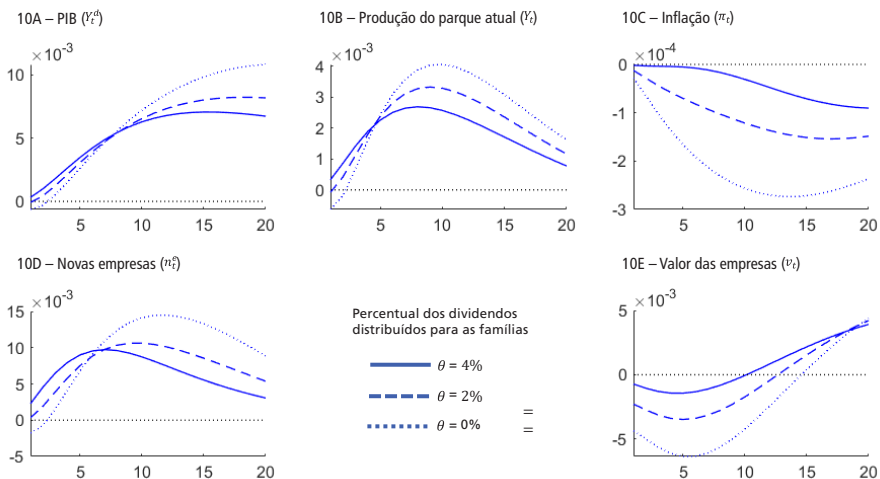 10A – PIB (Y_t^d)
×10^-3
10
5
0
5 10 15 20
10B – Produção do parque atual (Y_t)
×10^-3
4
3
2
1
0
5 10 15 20
10C – Inflação (π_t)
×10^-4
0
-1
-2
-3
5 10 15 20
10D – Novas empresas (n_t^e)
×10^-3
15
10
5
0
-5
5 10 15 20
Percentual dos dividendos
distribuídos para as famílias
θ = 4%
θ = 2%
θ = 0%
=
=
10E – Valor das empresas (v_t)
×10^-3
5
0
-5
5 10 15 20